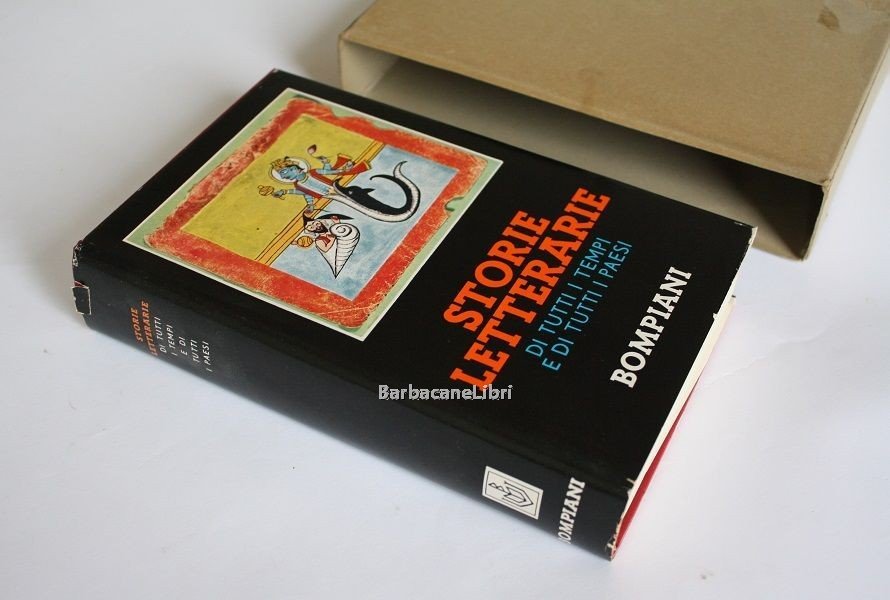 STORIE
LETTERARIE
DI TUTTI I TEMPI
E DI TUTTI I PAESI
BOMPIANI
STORIE
LETTERARIE
DI TUTTI
I TEMPI
E DI
TUTTI
I PAESI
BOMPIANI
BarbacaneLibri